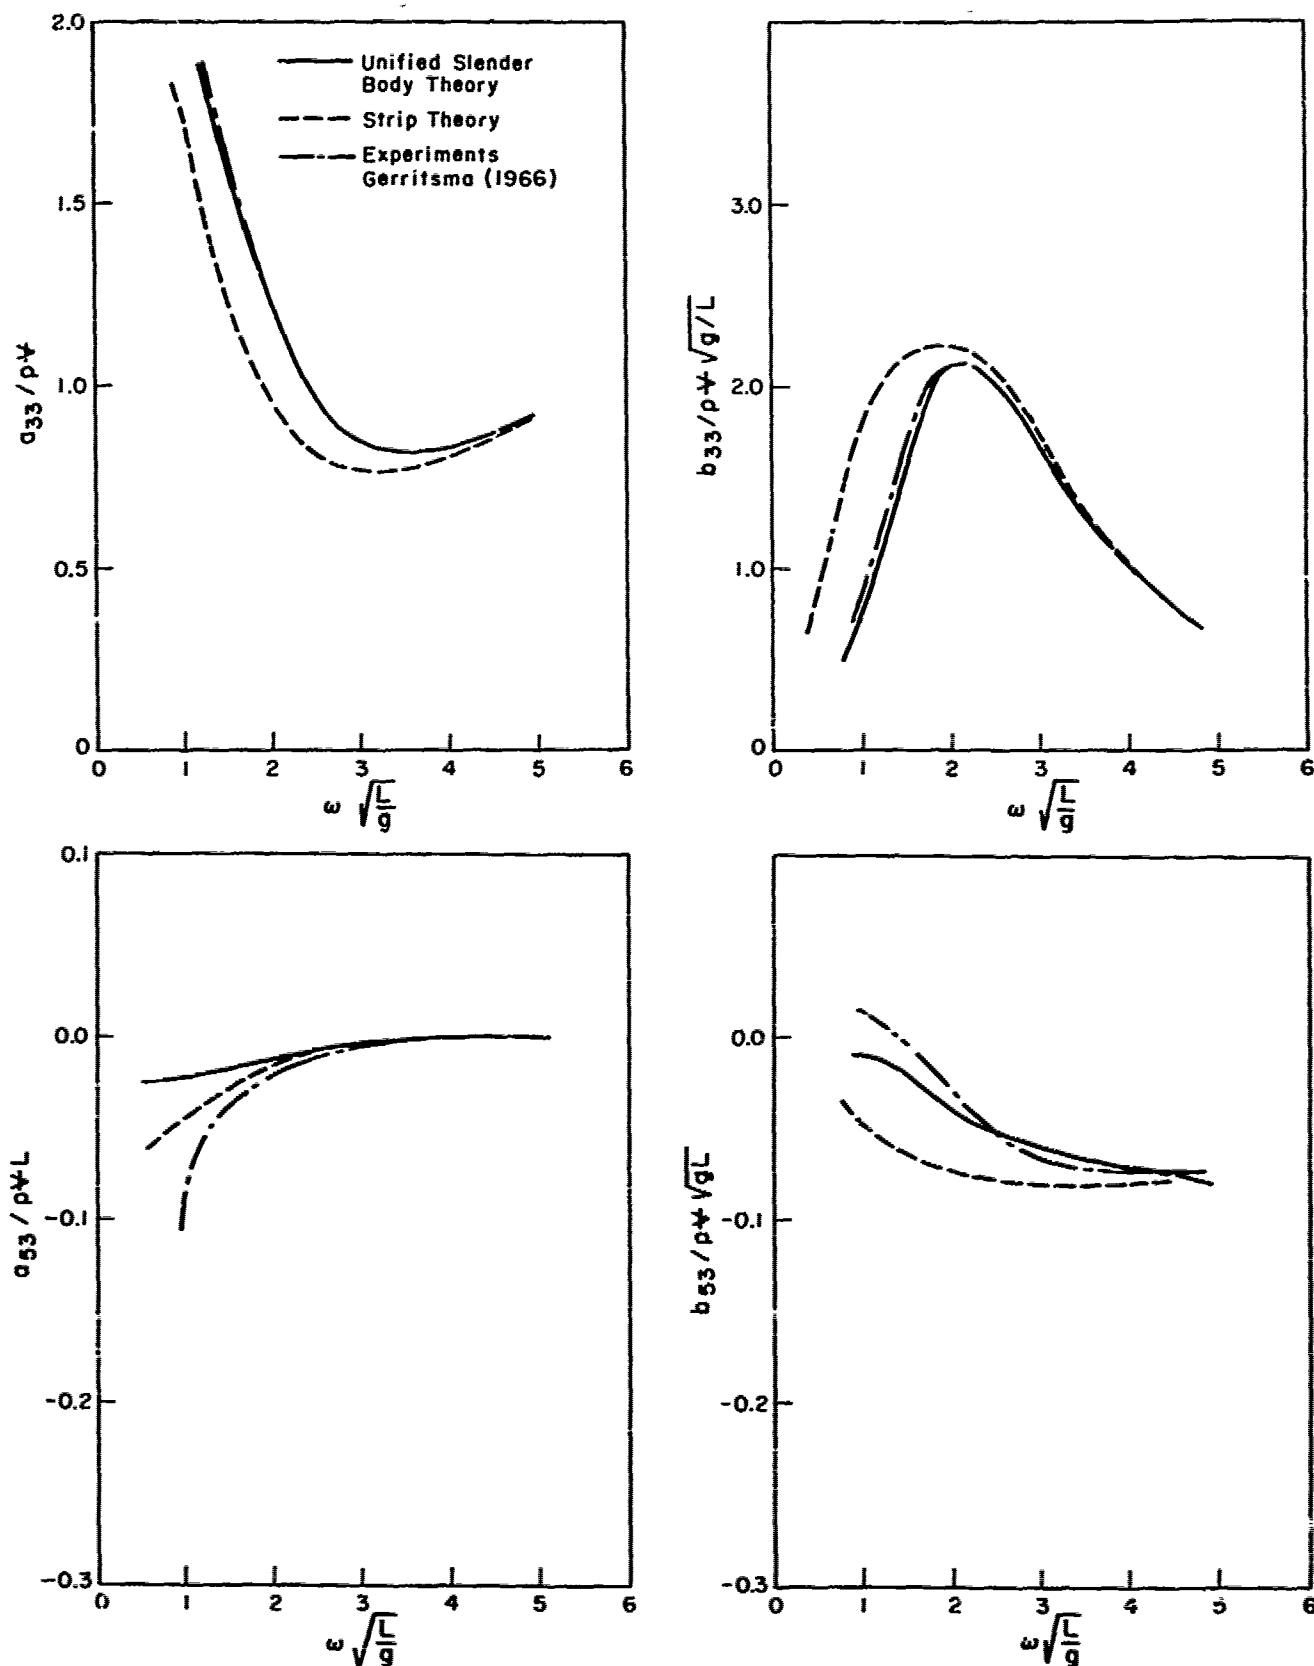 2.0
1.5
1.0
0.5
0
0 1 2 3 4 5 6
a33/ρV
ω √L/g
Unified Slender
Body Theory
Strip Theory
Experiments
Gerritsma (1966)
3.0
2.0
1.0
0
0 1 2 3 4 5 6
b33/ρV √g/L
ω √L/g
0.1
0.0
-0.1
-0.2
-0.3
0 1 2 3 4 5 6
a53/ρVL
ω √L/g
0.0
-0.1
-0.2
-0.3
0 1 2 3 4 5 6
b53/ρV √gL
ω √L/g